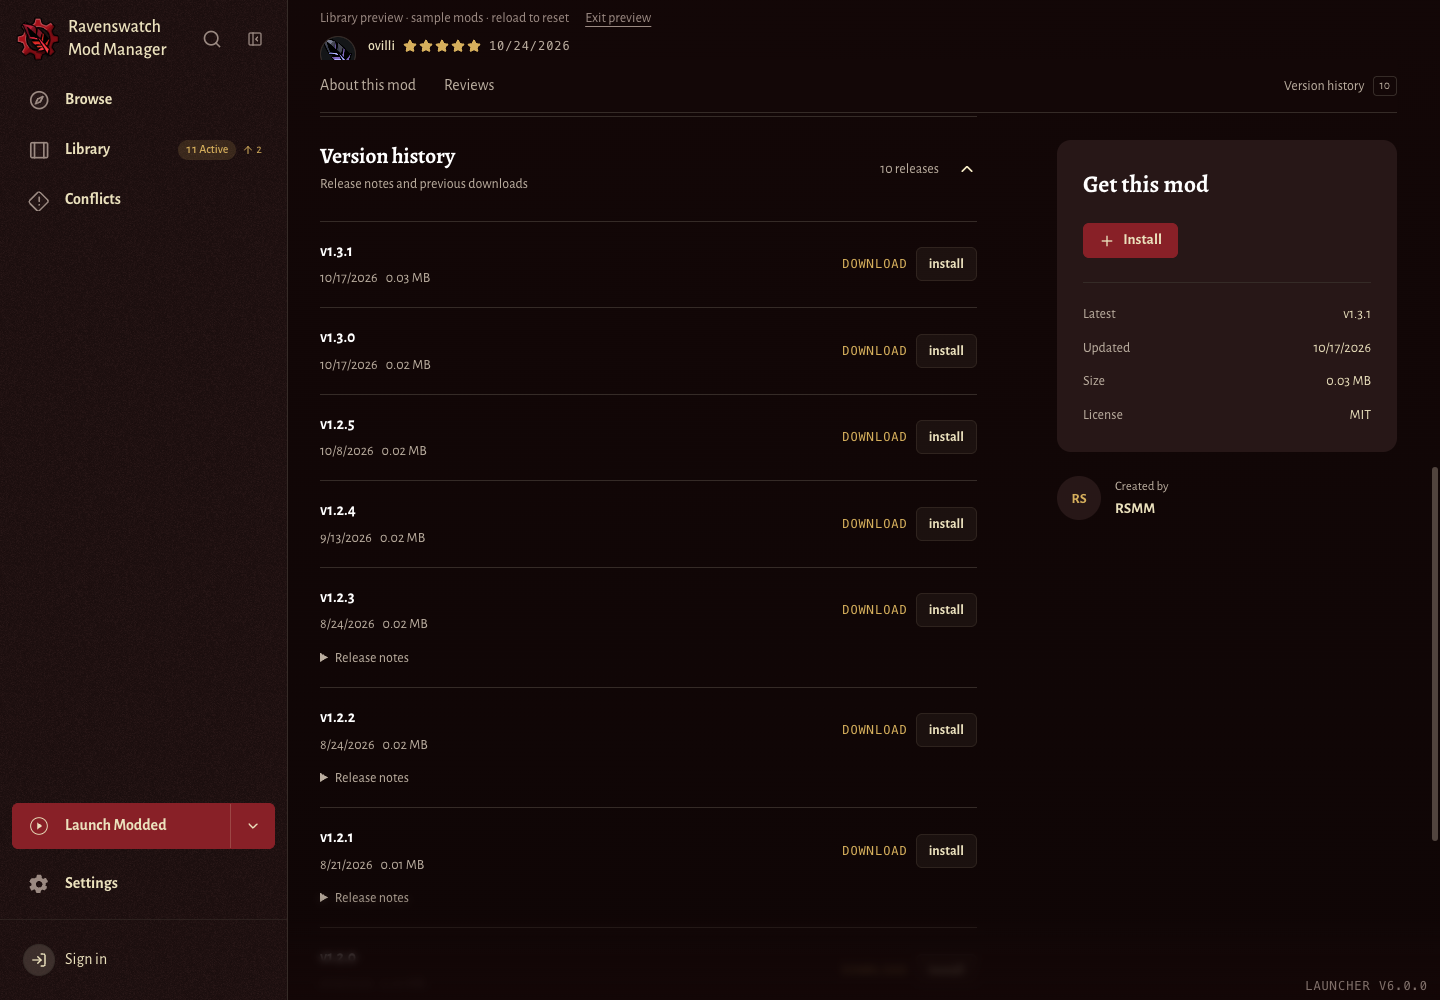 Ravenswatch
Mod Manager
Browse
Library
11 Active
2
Conflicts
Launch Modded
Settings
Sign in
Library preview · sample mods · reload to reset
Exit preview
ovilli
10/24/2026
About this mod
Reviews
Version history
10
Version history
Release notes and previous downloads
10 releases
v1.3.1
10/17/2026 0.03 MB
DOWNLOAD
install
v1.3.0
10/17/2026 0.02 MB
DOWNLOAD
install
v1.2.5
10/8/2026 0.02 MB
DOWNLOAD
install
v1.2.4
9/13/2026 0.02 MB
DOWNLOAD
install
v1.2.3
8/24/2026 0.02 MB
DOWNLOAD
install
Release notes
v1.2.2
8/24/2026 0.02 MB
DOWNLOAD
install
Release notes
v1.2.1
8/21/2026 0.01 MB
DOWNLOAD
install
Release notes
Get this mod
Install
Latest
v1.3.1
Updated
10/17/2026
Size
0.03 MB
License
MIT
RS
Created by
RSMM
LAUNCHER V6.0.0